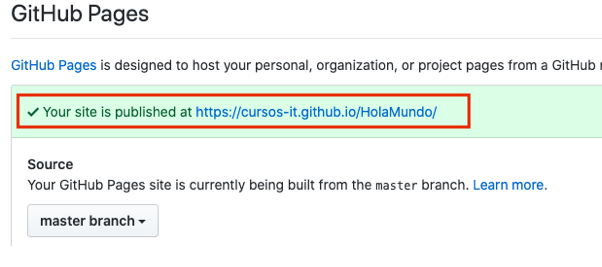 GitHub Pages
GitHub Pages is designed to host your personal, organization, or project pages from a GitHub
✓ Your site is published at https://cursos-it.github.io/HolaMundo/
Source
Your GitHub Pages site is currently being built from the master branch. Learn more.
master branch